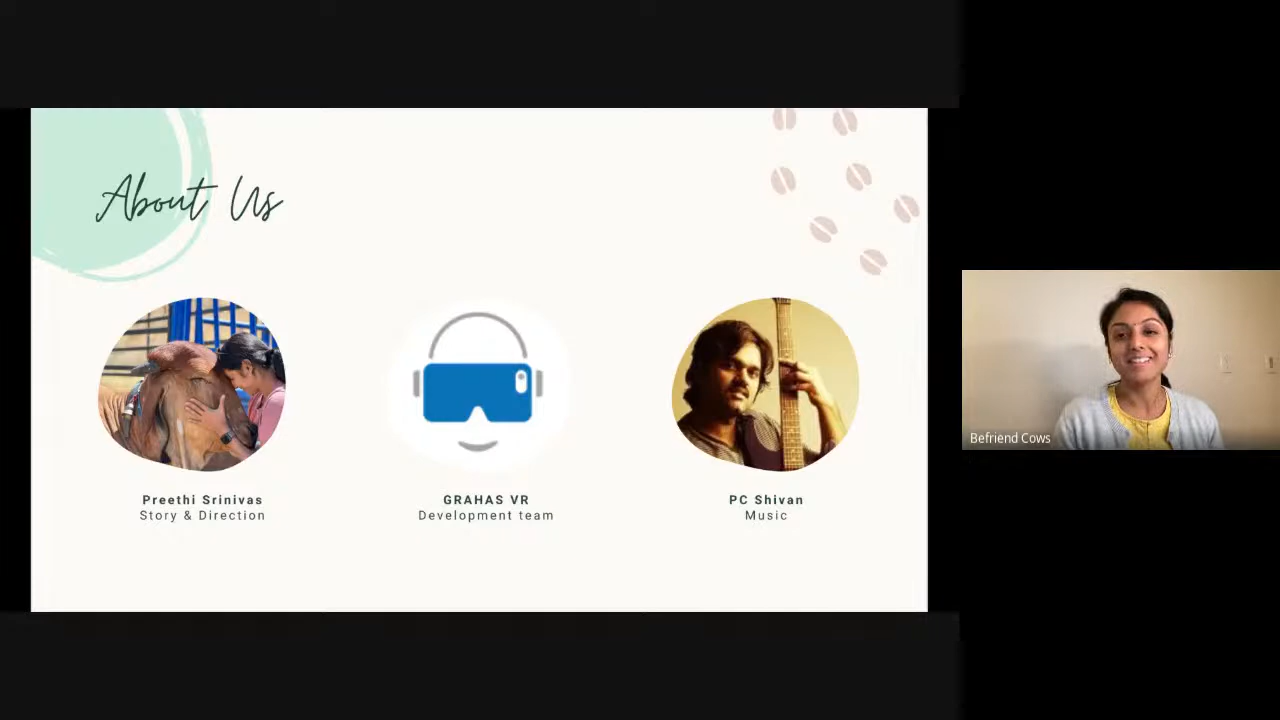 About Us
Preethi Srinivas
Story & Direction
GRAHAS VR
Development team
PC Shivan
Music
Befriend Cows